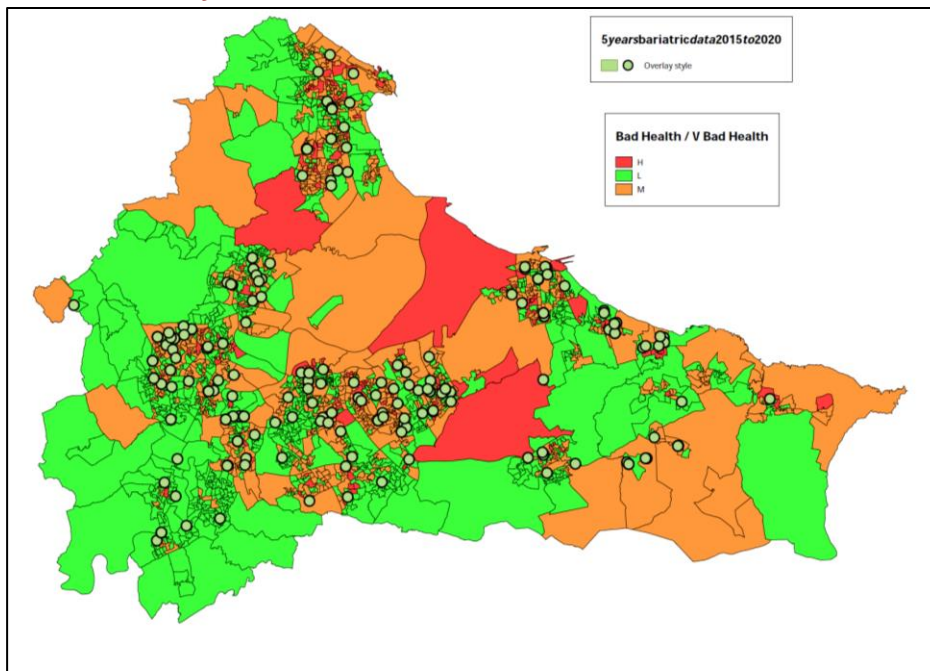 5yearsbariatricdata2015to2020
Overlay style
Bad Health / V Bad Health
H
L
M